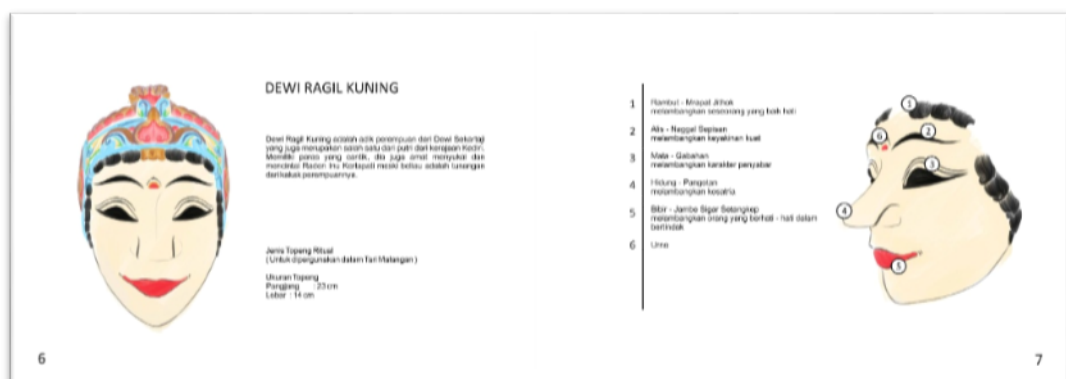 DEWI RAGIL KUNING
Dewi Ragil Kuning adalah adik perempuan dari Dewi Sekartaji
yang juga merupakan salah satu dari putri dari kerajaan Kediri.
Memiliki paras yang cantik, dia juga amat menyukai dan
mencintai Raden Inu Kertapati meski beliau adalah tunangan
dari kakak perempuannya.
Jenis Topeng Ritual
( Untuk dipergunakan dalam Tari Malangan )
Ukuran Topeng
Panjang : 23 cm
Lebar : 14 cm
6
1 Rambut -
melambangkan seseorang yang baik hati
2 Alis - Naggal Sepisan
melambangkan keyakinan kuat
3 Mata - Gabahan
melambangkan karakter penyabar
4 Hidung - Pangotan
melambangkan kesatria
5 Bibir - Jambe Sigar Setangkep
melambangkan orang yang berhati - hati dalam
bertindak
6 Urna
1
2
6
3
4
5
7